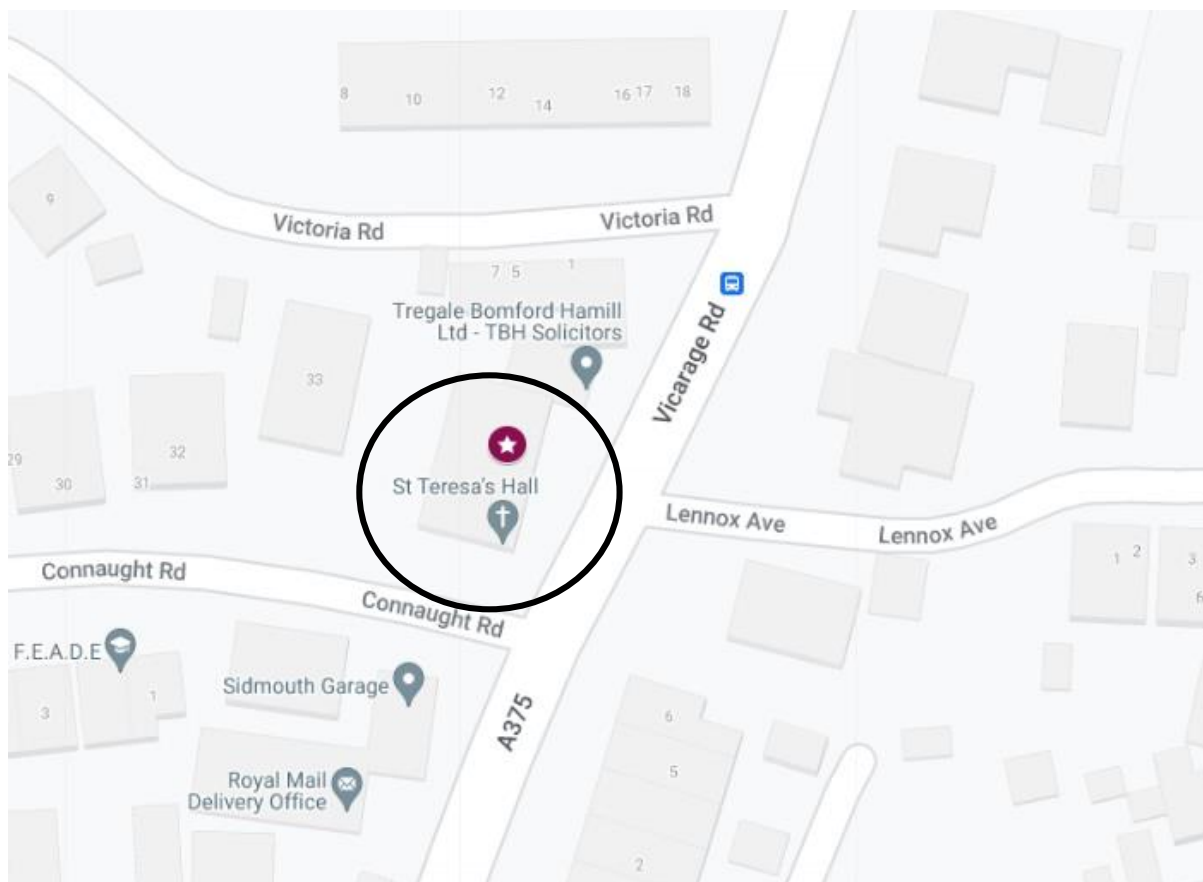 8
10
12
14
16 17
18
9
Victoria Rd
Victoria Rd
7 5
1
Tregale Bomford Hamill
Ltd - TBH Solicitors
Vicarage Rd
33
32
31
29
30
St Teresa's Hall
Lennox Ave
Lennox Ave
1
2
3
6
Connaught Rd
Connaught Rd
F.E.A.D.E
3
1
Sidmouth Garage
A375
Royal Mail
Delivery Office
6
5
2